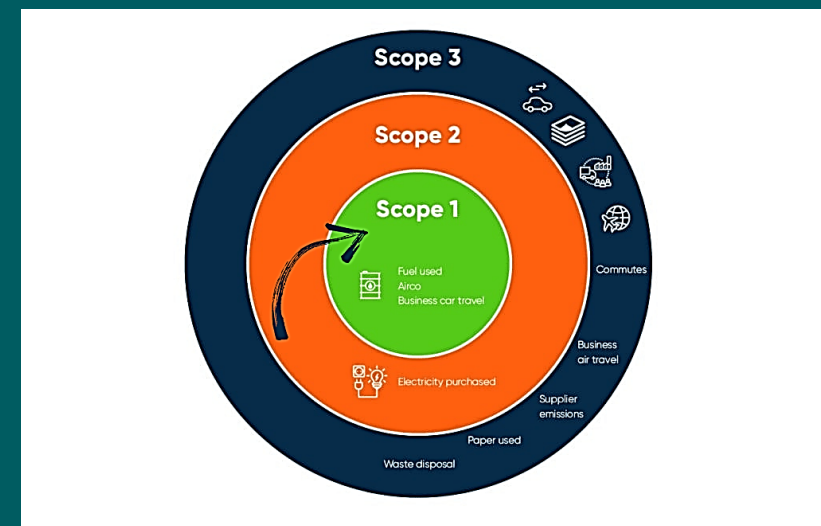 Scope 3
Scope 2
Scope 1
Fuel used
Airco
Business car travel
Commutes
Business
air travel
Electricity purchased
Supplier
emissions
Paper used
Waste disposal